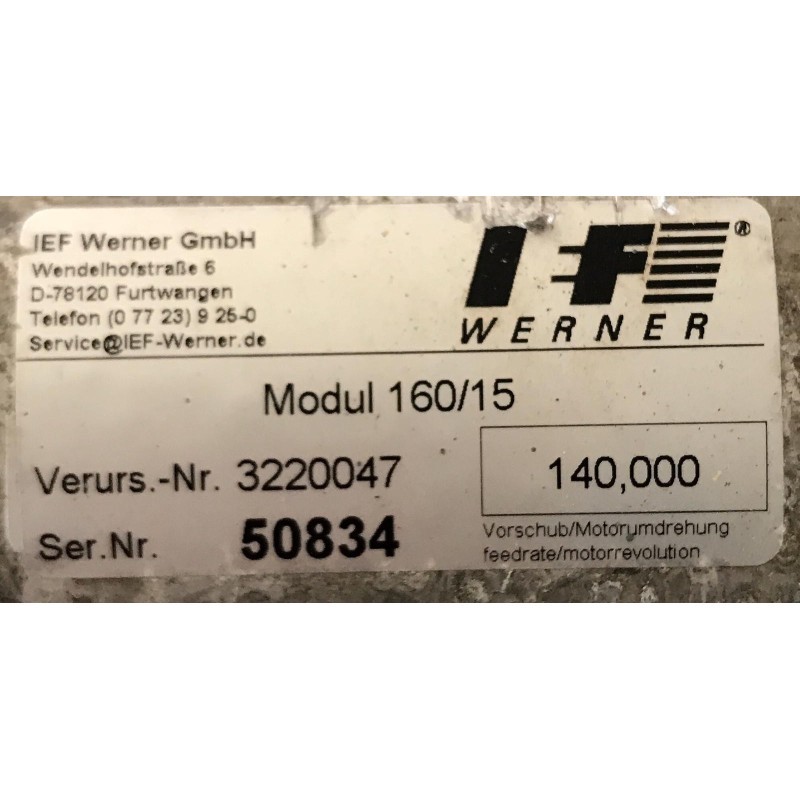 IEF Werner GmbH
Wendelhofstraße 6
D-78120 Furtwangen
Telefon (0 77 23) 9 25-0
Service@IEF-Werner.de
IEF®
WERNER
Modul 160/15
Verurs.-Nr. 3220047
Ser.Nr. 50834
140,000
Vorschub/Motorumdrehung
feedrate/motorrevolution